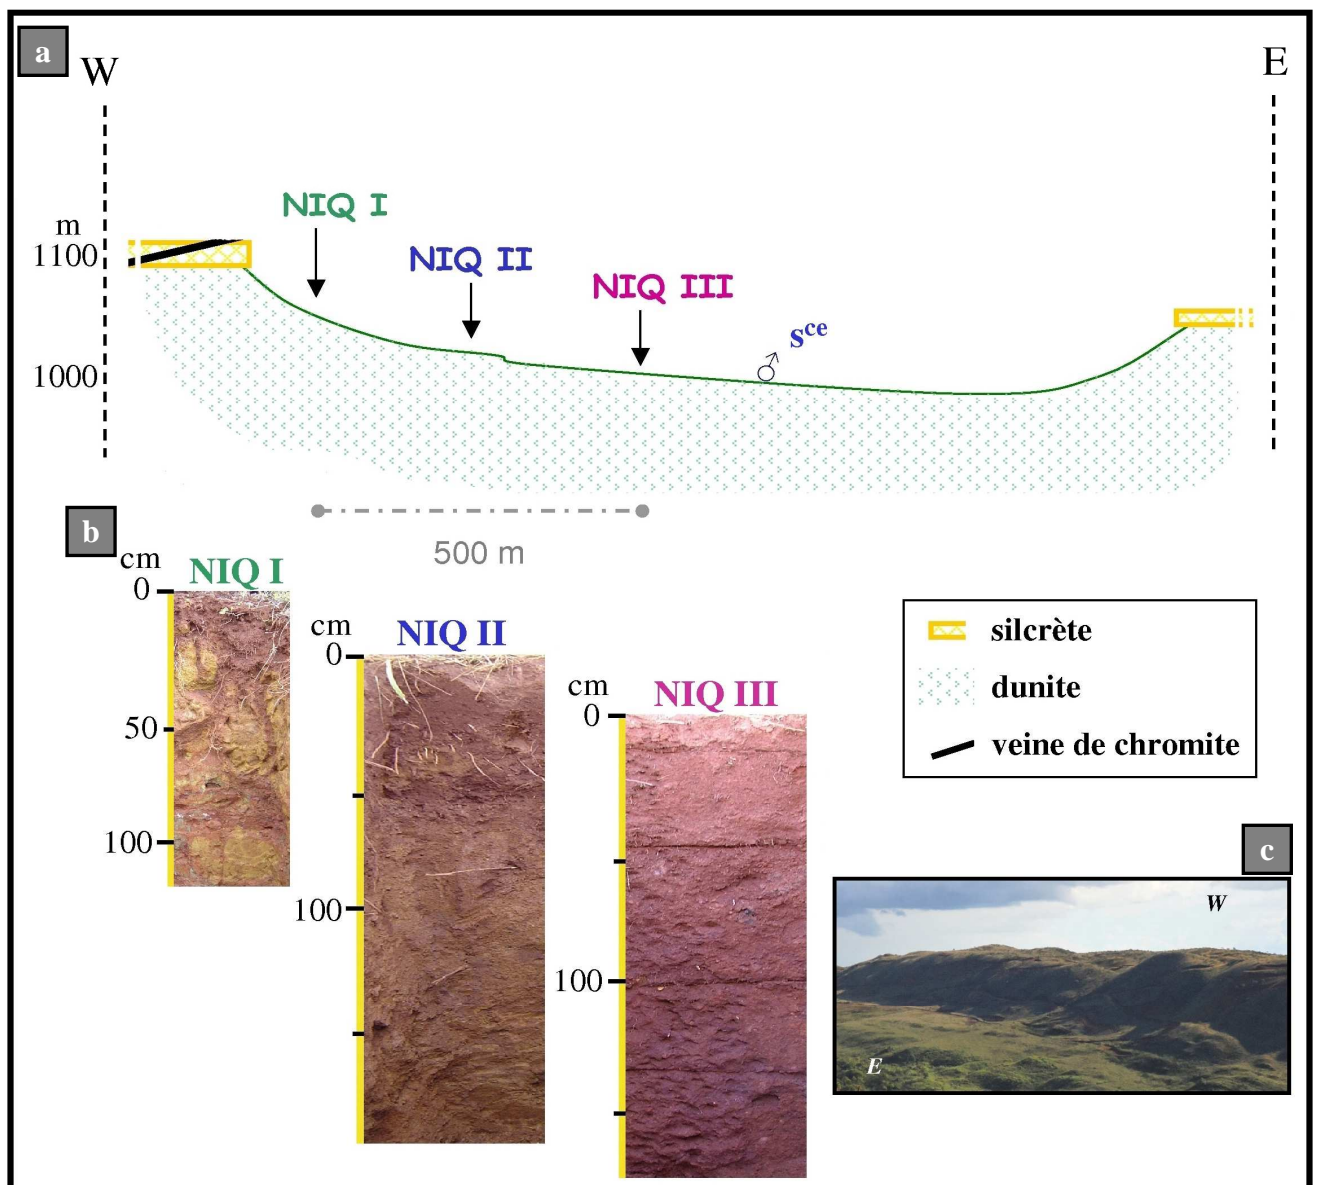 a
W
E
m
1100
1000
NIQ I
NIQ II
NIQ III
sce
500 m
b
cm
0
50
100
NIQ I
cm
0
100
NIQ II
cm
0
100
NIQ III
silcrète
dunite
veine de chromite
c
W
E